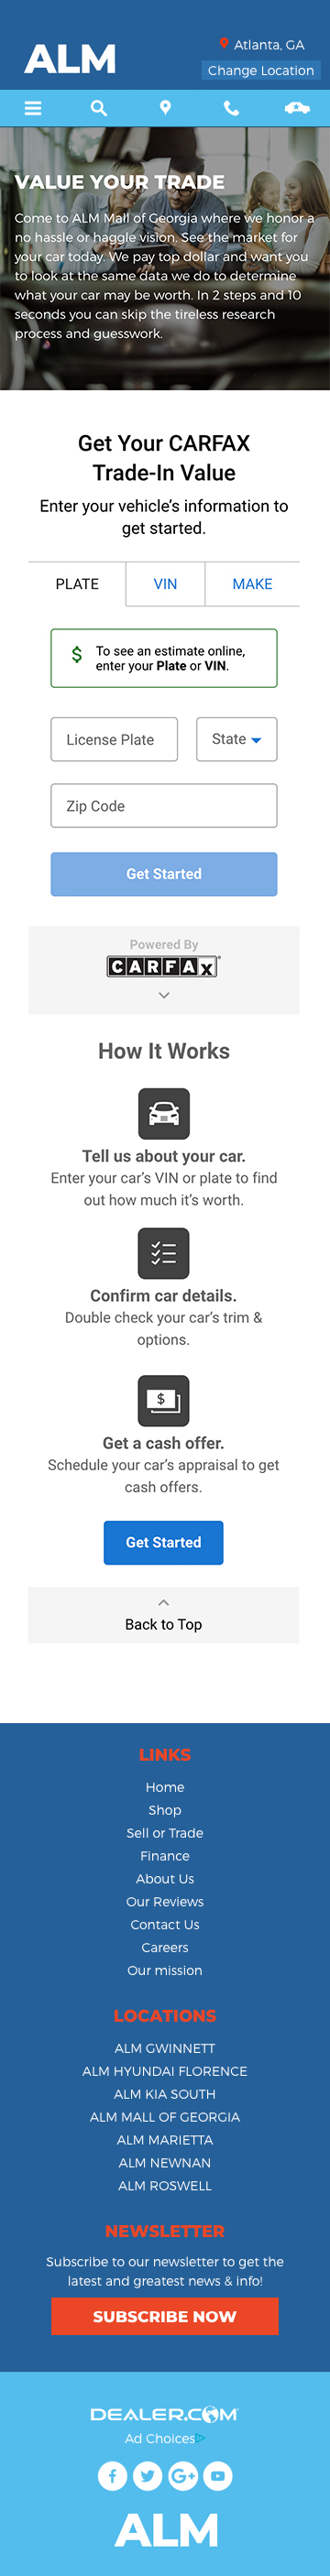 ALM
Atlanta, GA
Change Location
VALUE YOUR TRADE
Come to ALM Mall of Georgia where we honor a
no hassle or haggle vision. See the market for
your car today. We pay top dollar and want you
to look at the same data we do to determine
what your car may be worth. In 2 steps and 10
seconds you can skip the tireless research
process and guesswork.
Get Your CARFAX
Trade-In Value
Enter your vehicle's information to
get started.
PLATE VIN MAKE
$ To see an estimate online,
enter your Plate or VIN.
License Plate State
Zip Code
Get Started
Powered By
CARFAX
How It Works
Tell us about your car.
Enter your car's VIN or plate to find
out how much it's worth.
Confirm car details.
Double check your car's trim &
options.
$
Get a cash offer.
Schedule your car's appraisal to get
cash offers.
Get Started
Back to Top
LINKS
Home
Shop
Sell or Trade
Finance
About Us
Our Reviews
Contact Us
Careers
Our mission
LOCATIONS
ALM GWINNETT
ALM HYUNDAI FLORENCE
ALM KIA SOUTH
ALM MALL OF GEORGIA
ALM MARIETTA
ALM NEWNAN
ALM ROSWELL
NEWSLETTER
Subscribe to our newsletter to get the
latest and greatest news & info!
SUBSCRIBE NOW
DEALER.COM
Ad Choices
f G+
ALM